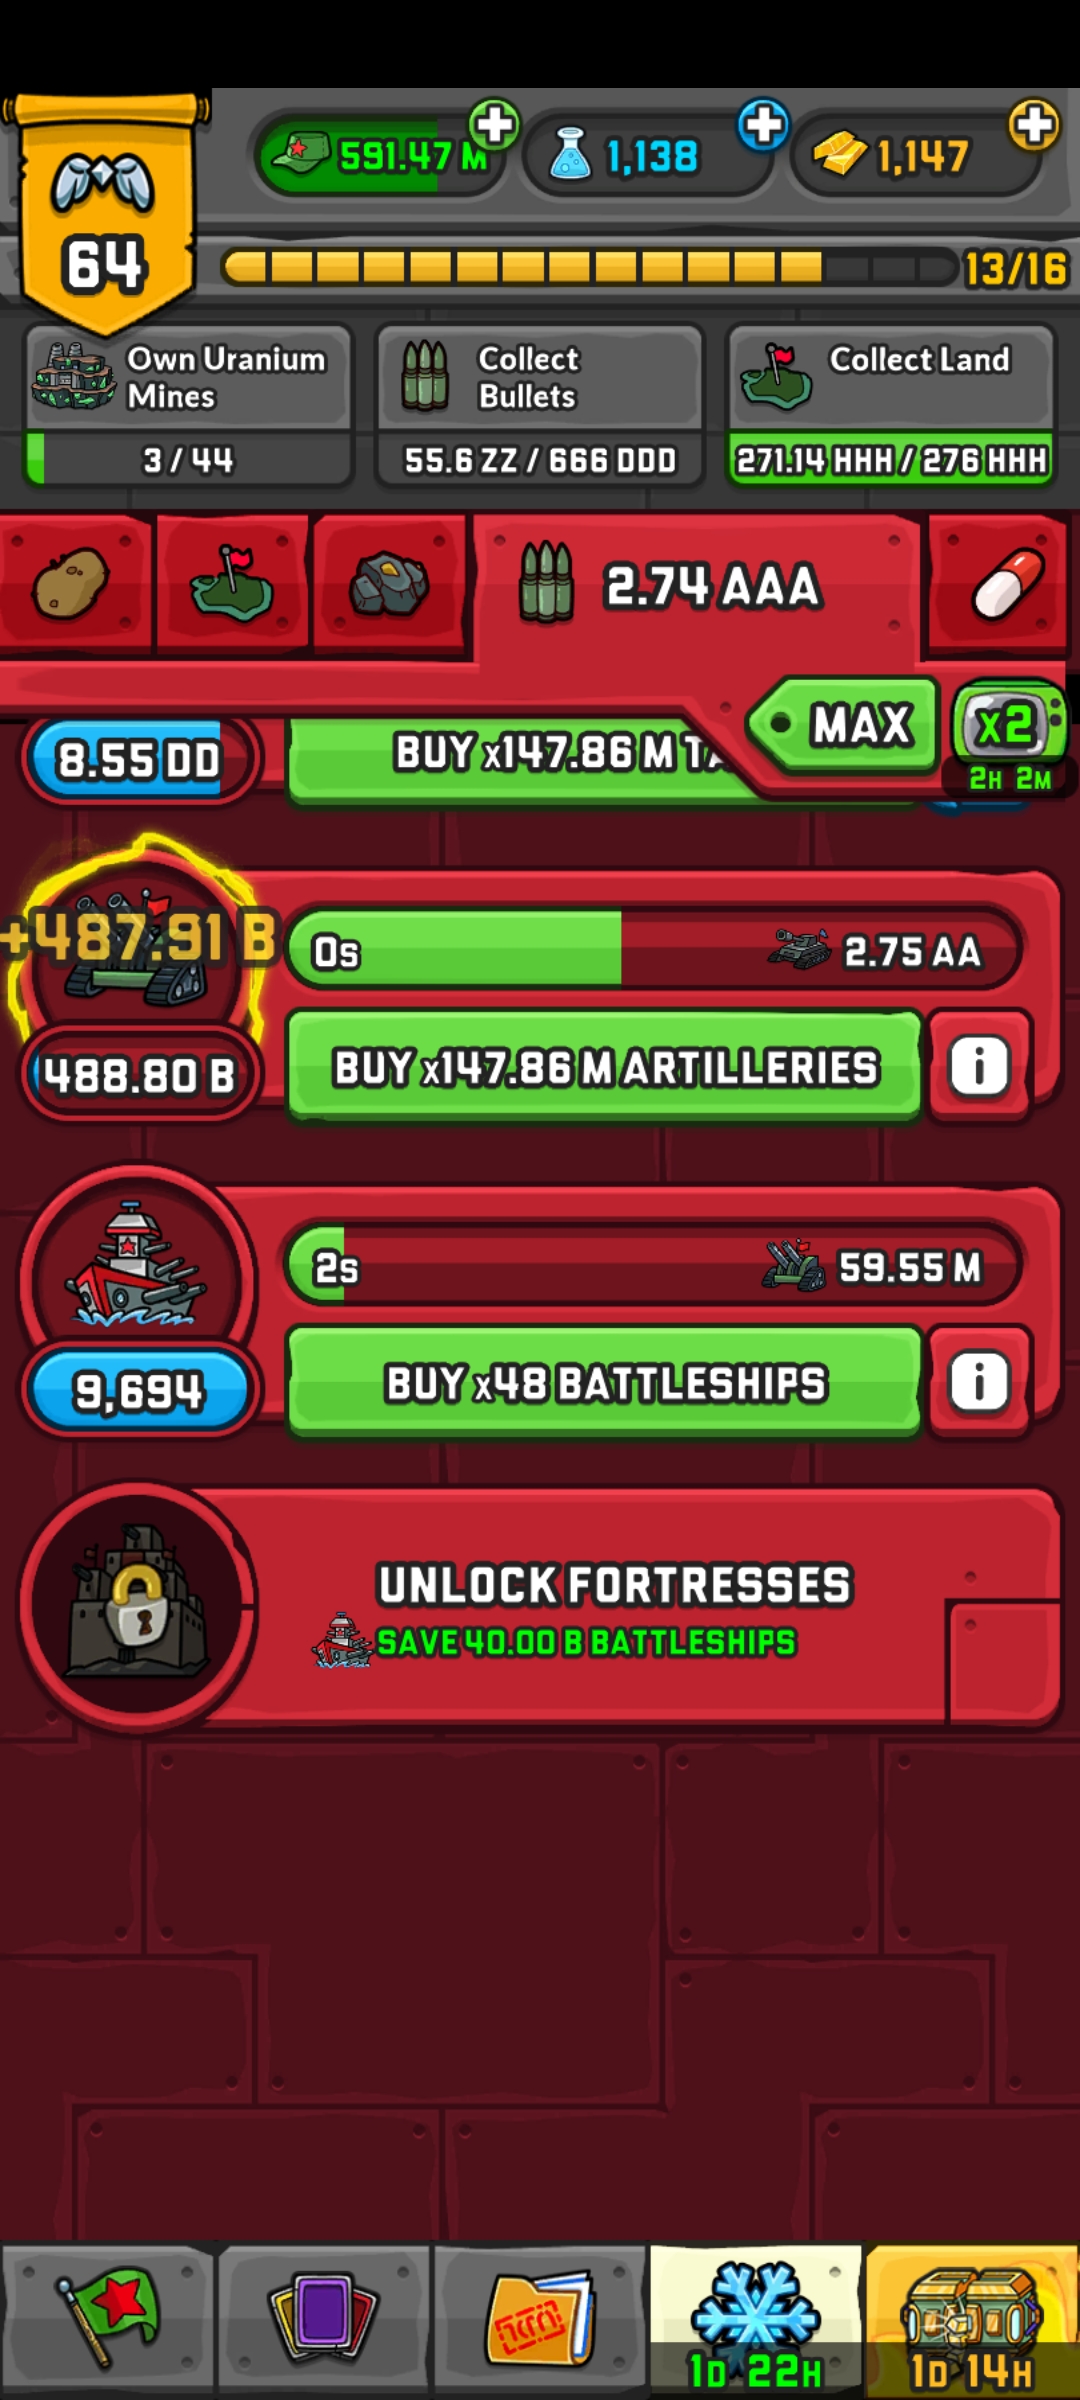 591.47 M
1,138
1,147
64
13/16
Own Uranium
Mines
3 / 44
Collect
Bullets
55.6 ZZ / 666 DDD
Collect Land
271.14 HHH / 276 HHH
2.74 AAA
MAX
x2
2H 2M
8.55 DD
BUY x147.86 M
+487.91 B
0s
2.75 AA
488.80 B
BUY x147.86 M ARTILLERIES
i
2s
59.55 M
9,694
BUY x48 BATTLESHIPS
i
UNLOCK FORTRESSES
SAVE 40.00 B BATTLESHIPS
1D 22H
1D 14H